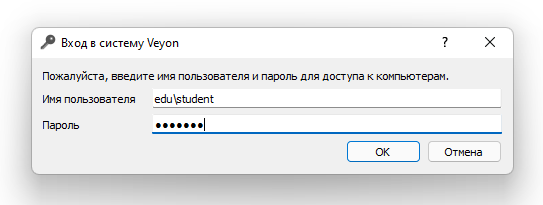 Вход в систему Veyon
?
Пожалуйста, введите имя пользователя и пароль для доступа к компьютерам.
Имя пользователя edu\student
Пароль ●●●●●●●
OK Отмена